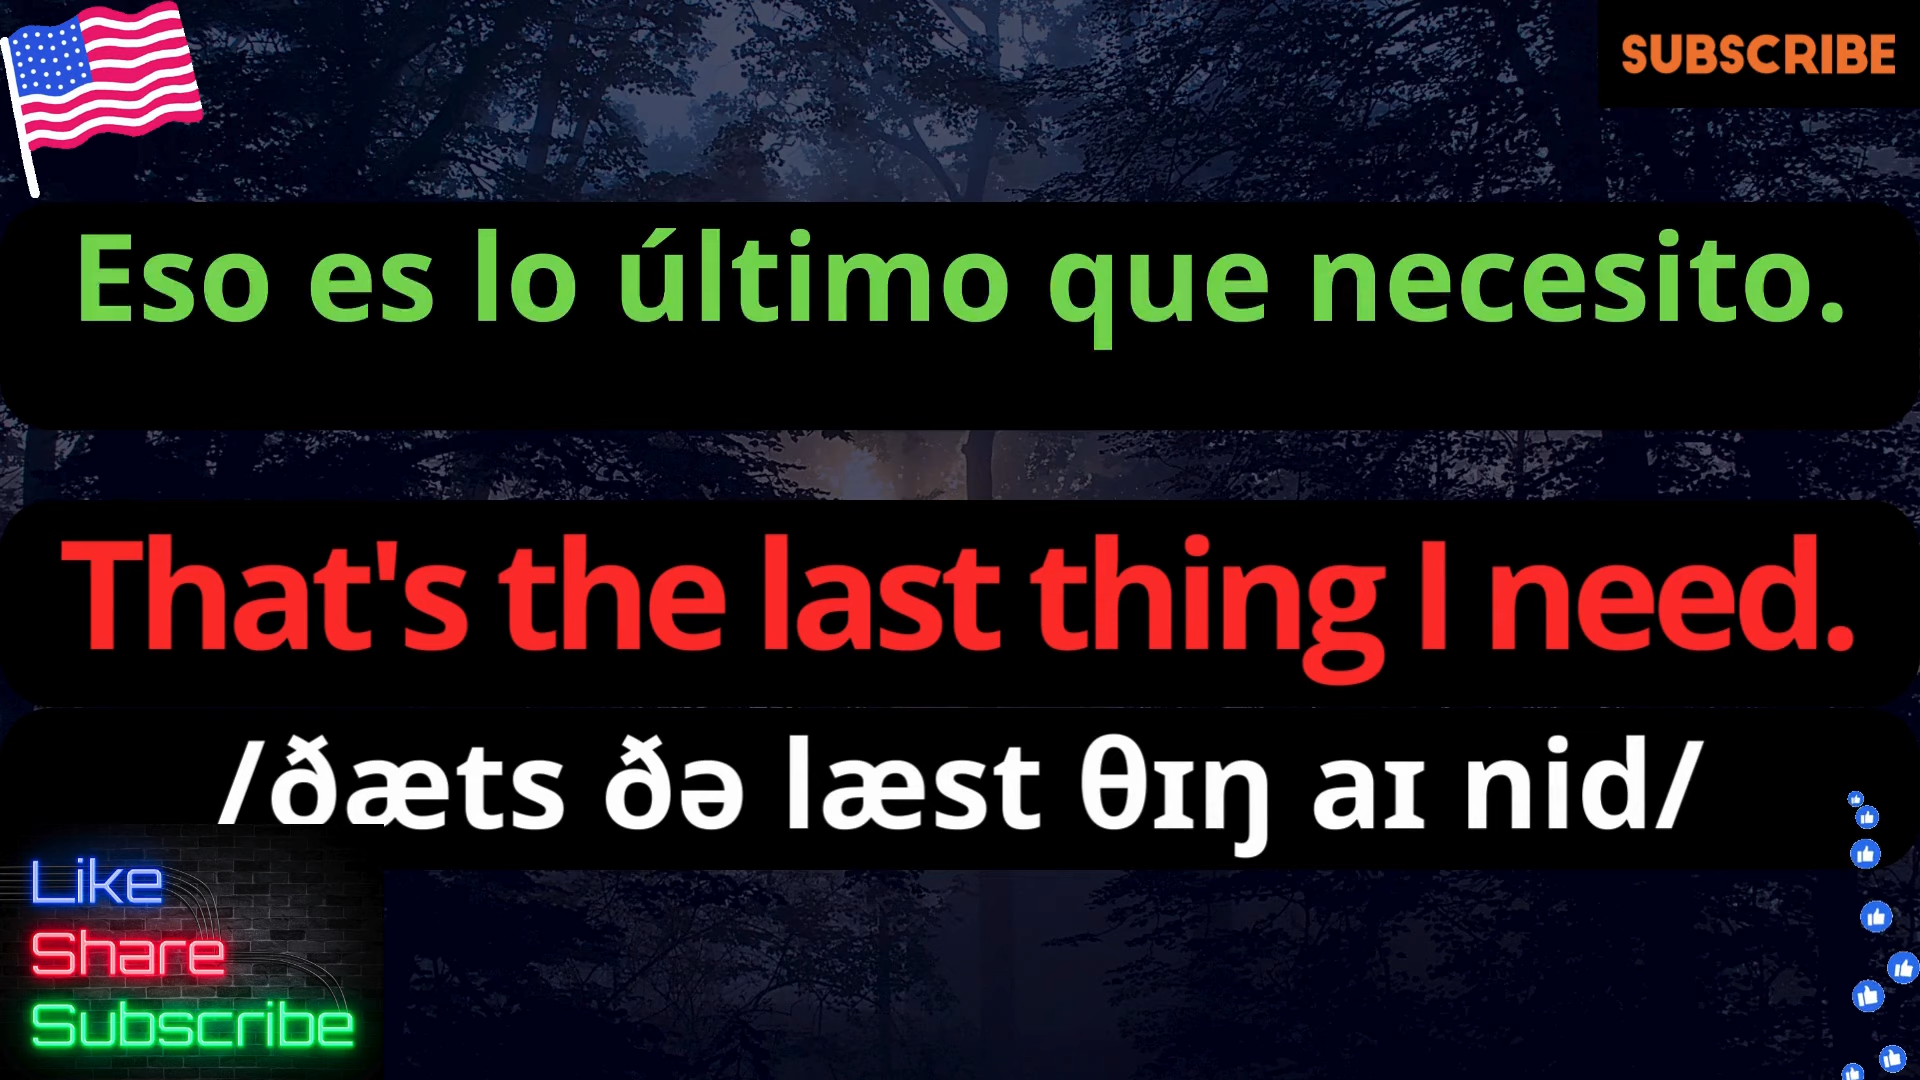 SUBSCRIBE
Eso es lo último que necesito.
That's the last thing I need.
/ðæts ðə læst θɪŋ aɪ nid/
Like
Share
Subscribe